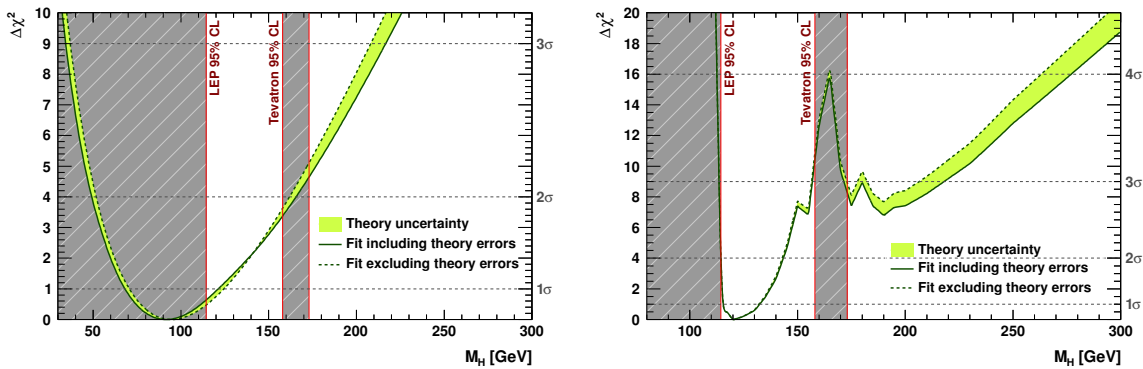 Δχ²
10
9
8
7
6
5
4
3
2
1
0
LEP 95% CL
Tevatron 95% CL
3σ
2σ
1σ
Theory uncertainty
Fit including theory errors
Fit excluding theory errors
50
100
150
200
250
300
M_H [GeV]
Δχ²
20
18
16
14
12
10
8
6
4
2
0
LEP 95% CL
Tevatron 95% CL
4σ
3σ
2σ
1σ
Theory uncertainty
Fit including theory errors
Fit excluding theory errors
100
150
200
250
300
M_H [GeV]